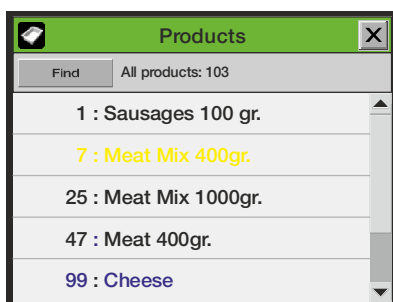 Products
Find All products: 103
1 : Sausages 100 gr.
7 : Meat Mix 400gr.
25 : Meat Mix 1000gr.
47 : Meat 400gr.
99 : Cheese